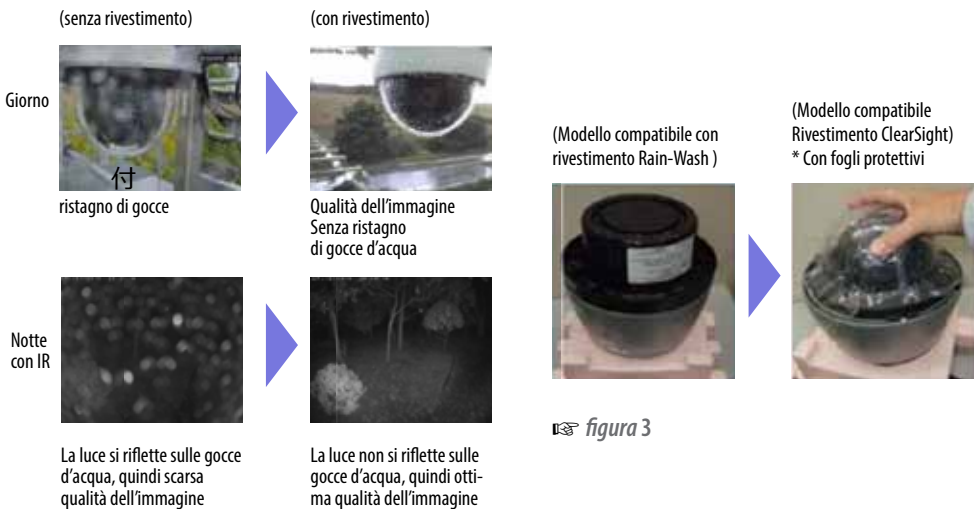 (senza rivestimento)
(con rivestimento)
Giorno
付
ristagno di gocce
Qualità dell'immagine
Senza ristagno
di gocce d'acqua
Notte
con IR
La luce si riflette sulle gocce
d'acqua, quindi scarsa
qualità dell'immagine
La luce non si riflette sulle
gocce d'acqua, quindi otti-
ma qualità dell'immagine
(Modello compatibile con
rivestimento Rain-Wash )
(Modello compatibile
Rivestimento ClearSight)
* Con fogli protettivi
☞ figura 3